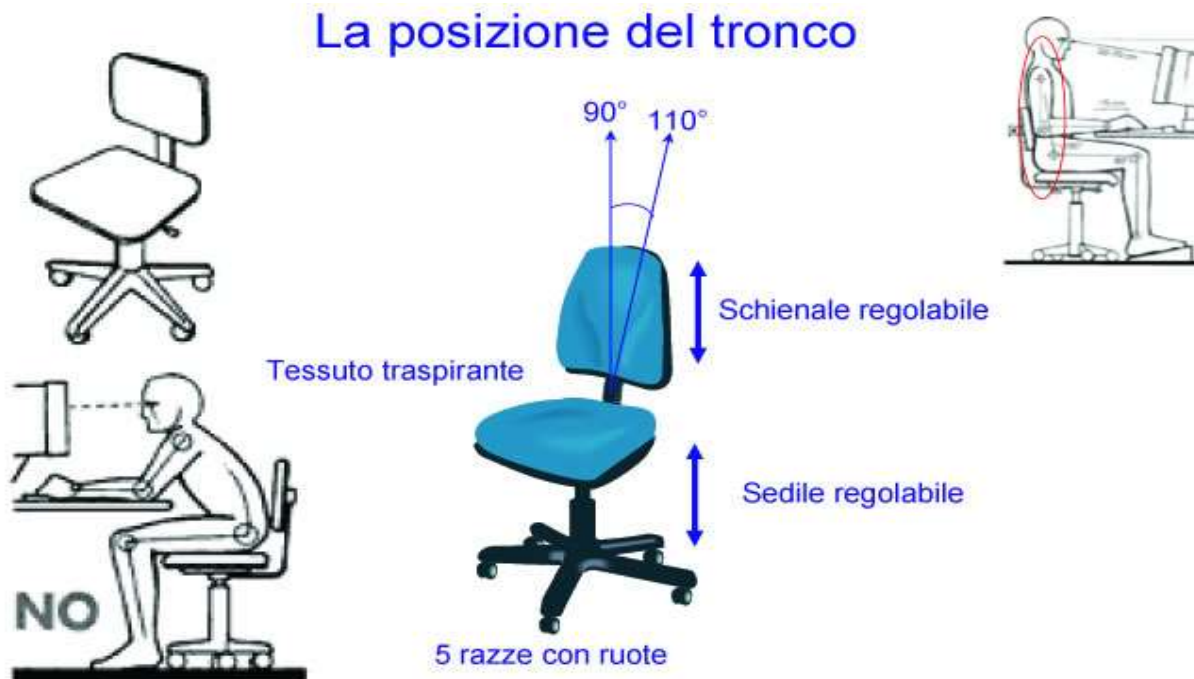 La posizione del tronco
90°
110°
Schienale regolabile
Tessuto traspirante
Sedile regolabile
NO
5 razze con ruote